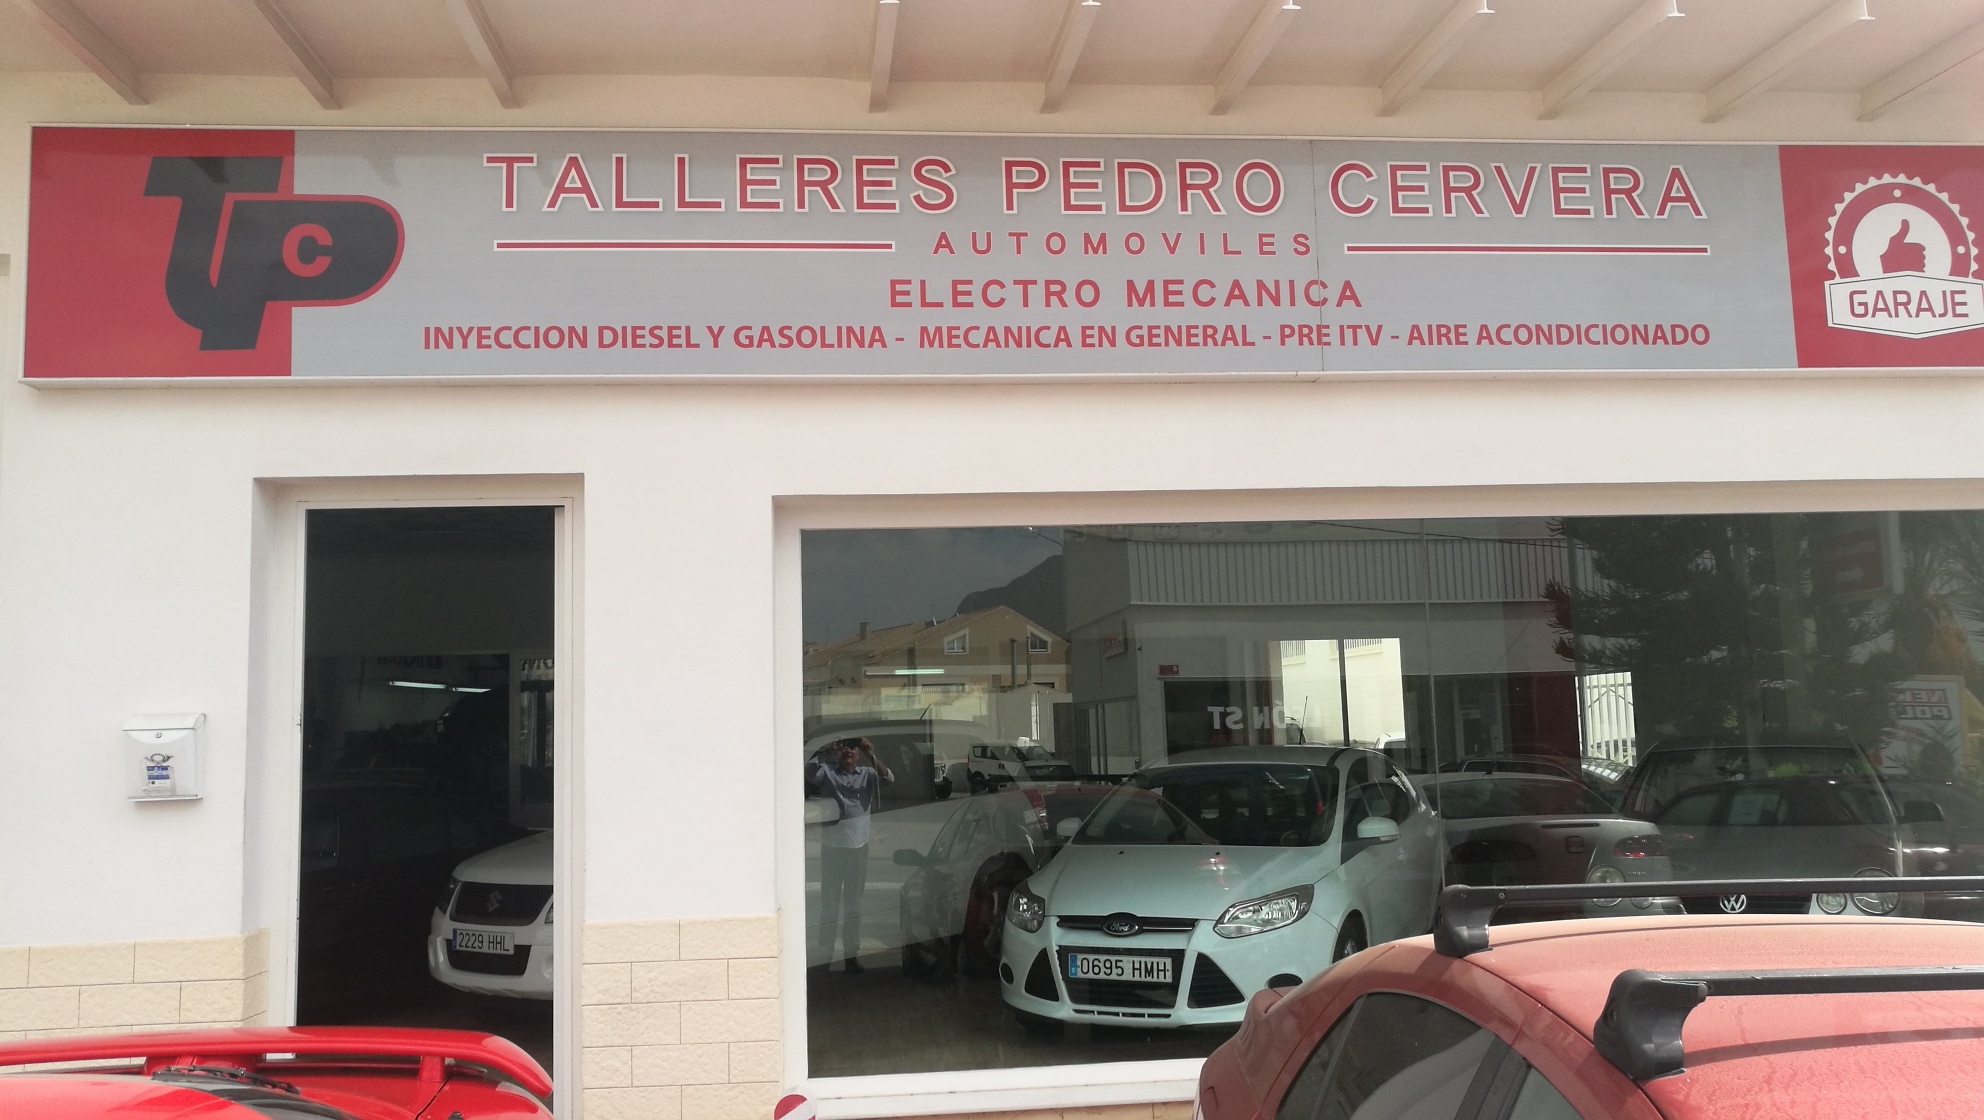 TPC
TALLERES PEDRO CERVERA
AUTOMOVILES
ELECTRO MECANICA
INYECCION DIESEL Y GASOLINA - MECANICA EN GENERAL - PRE ITV - AIRE ACONDICIONADO
GARAJE
2229 HHL
Ford
0695 HMH